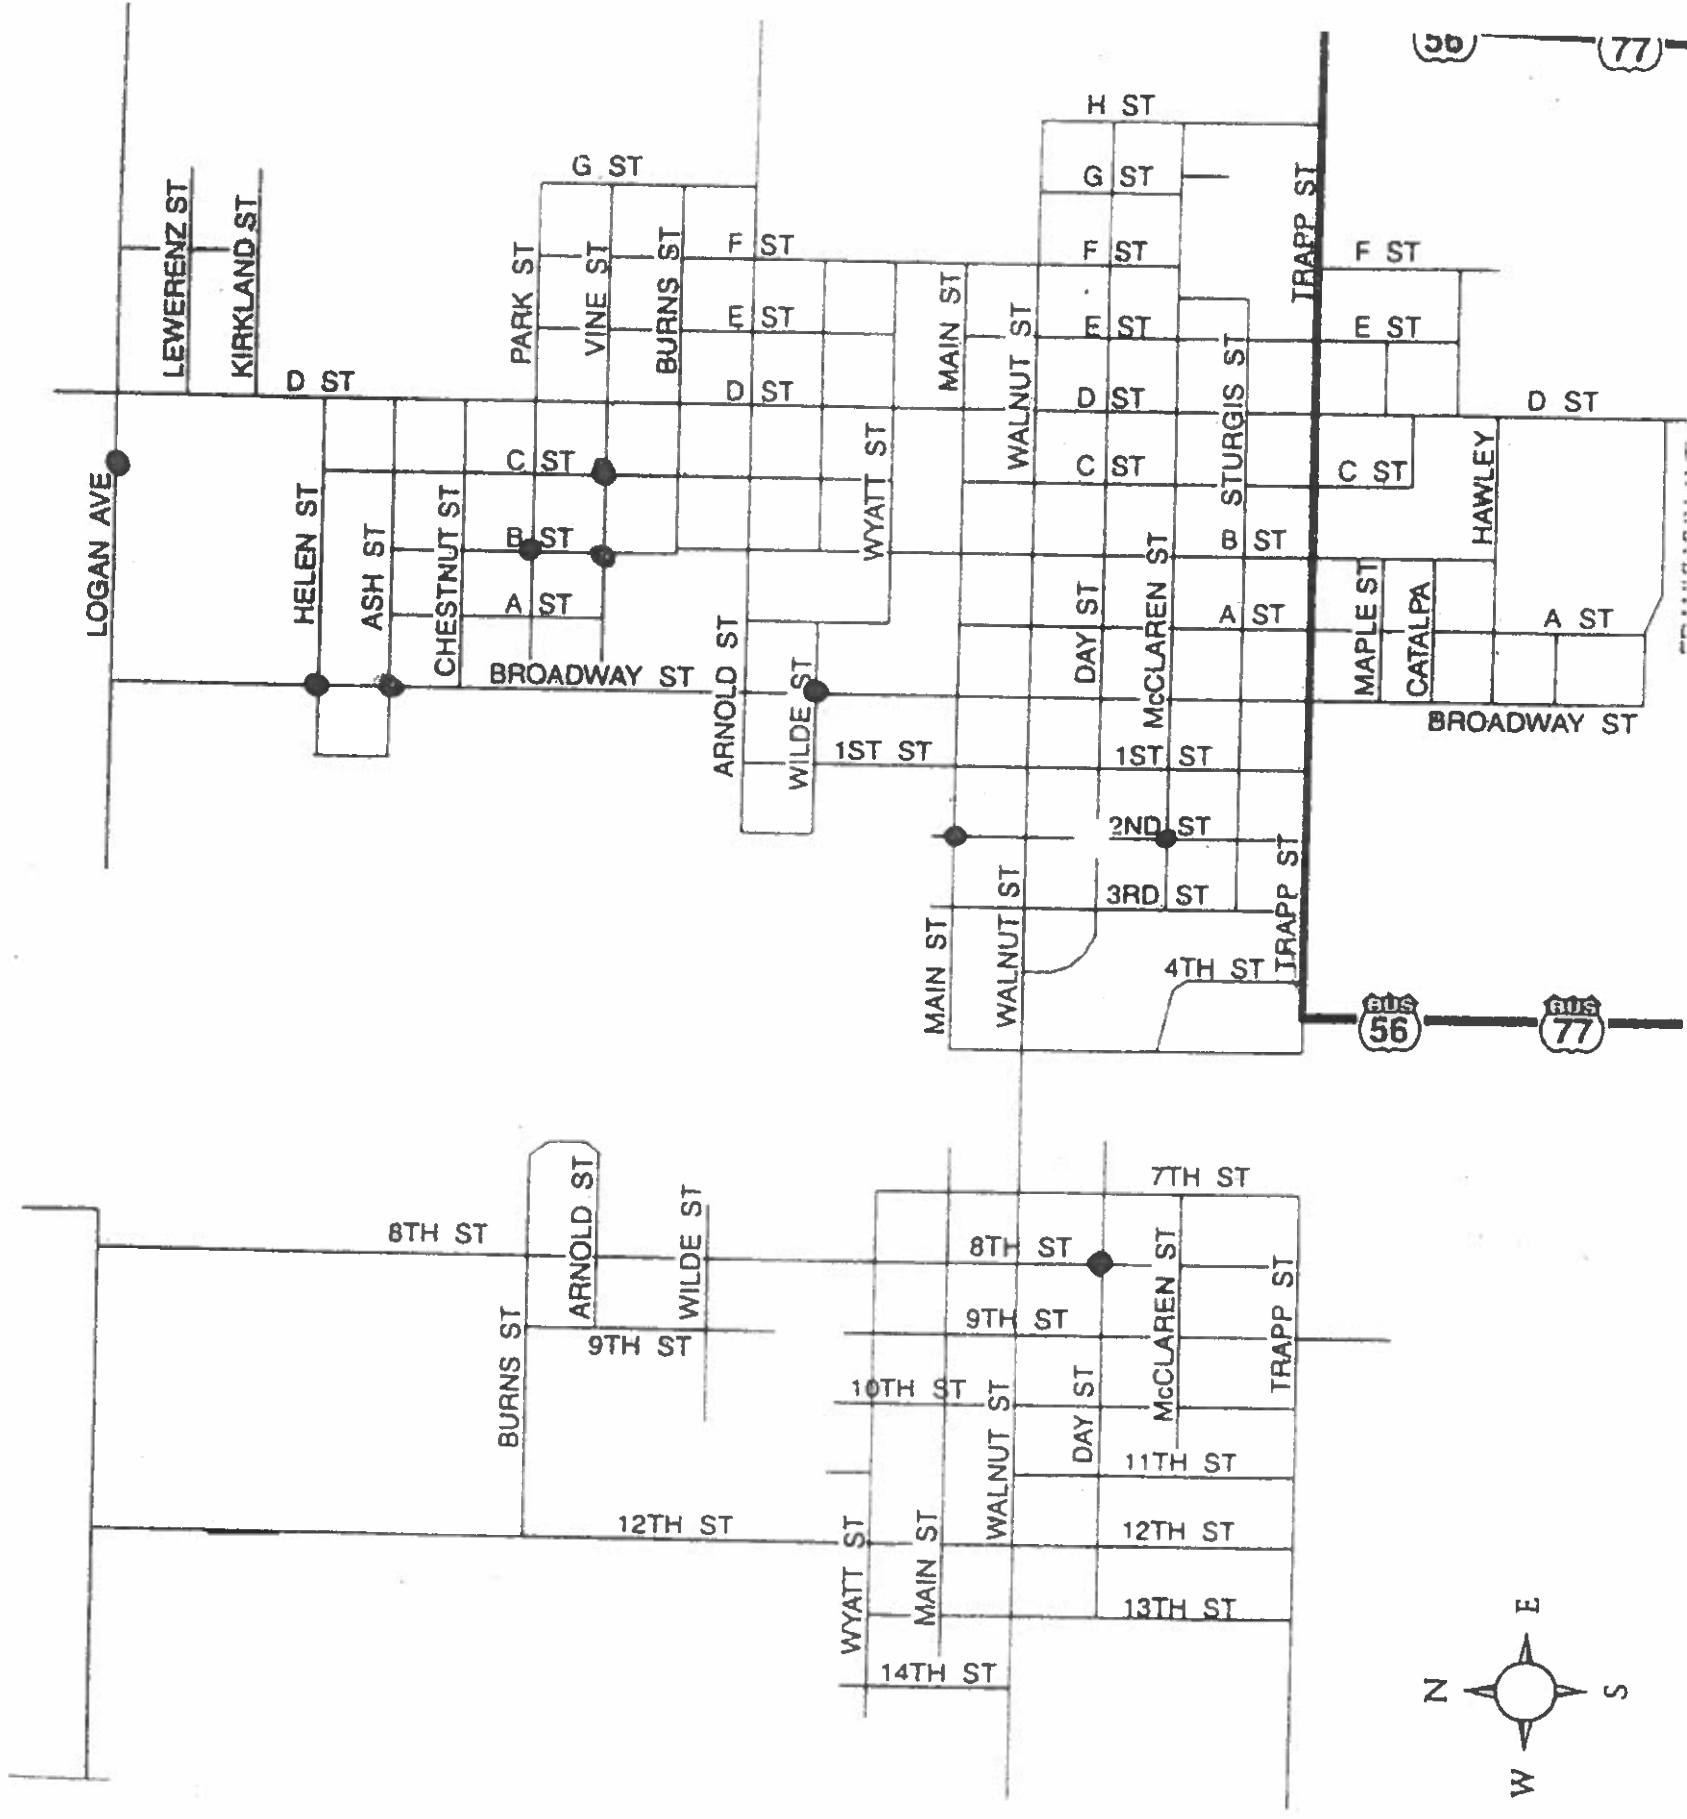 56
77
H ST
G ST
G ST
LEWERENZ ST
KIRKLAND ST
PARK ST
VINE ST
BURNS ST
F ST
F ST
TRAPP ST
F ST
E ST
MAIN ST
WALNUT ST
E ST
STURGIS ST
E ST
D ST
D ST
D ST
D ST
LOGAN AVE
HELEN ST
ASH ST
CHESTNUT ST
C ST
WYATT ST
C ST
C ST
HAWLEY
B ST
McCLAREN ST
B ST
A ST
DAY ST
A ST
MAPLE ST
CATALPA
A ST
BROADWAY ST
ARNOLD ST
WILDE ST
BROADWAY ST
1ST ST
1ST ST
2ND ST
TRAPP ST
3RD ST
MAIN ST
WALNUT ST
4TH ST
BUS
56
BUS
77
7TH ST
8TH ST
ARNOLD ST
WILDE ST
8TH ST
McCLAREN ST
TRAPP ST
BURNS ST
9TH ST
9TH ST
10TH ST
WALNUT ST
DAY ST
11TH ST
12TH ST
WYATT ST
MAIN ST
12TH ST
13TH ST
14TH ST
E
N
S
W